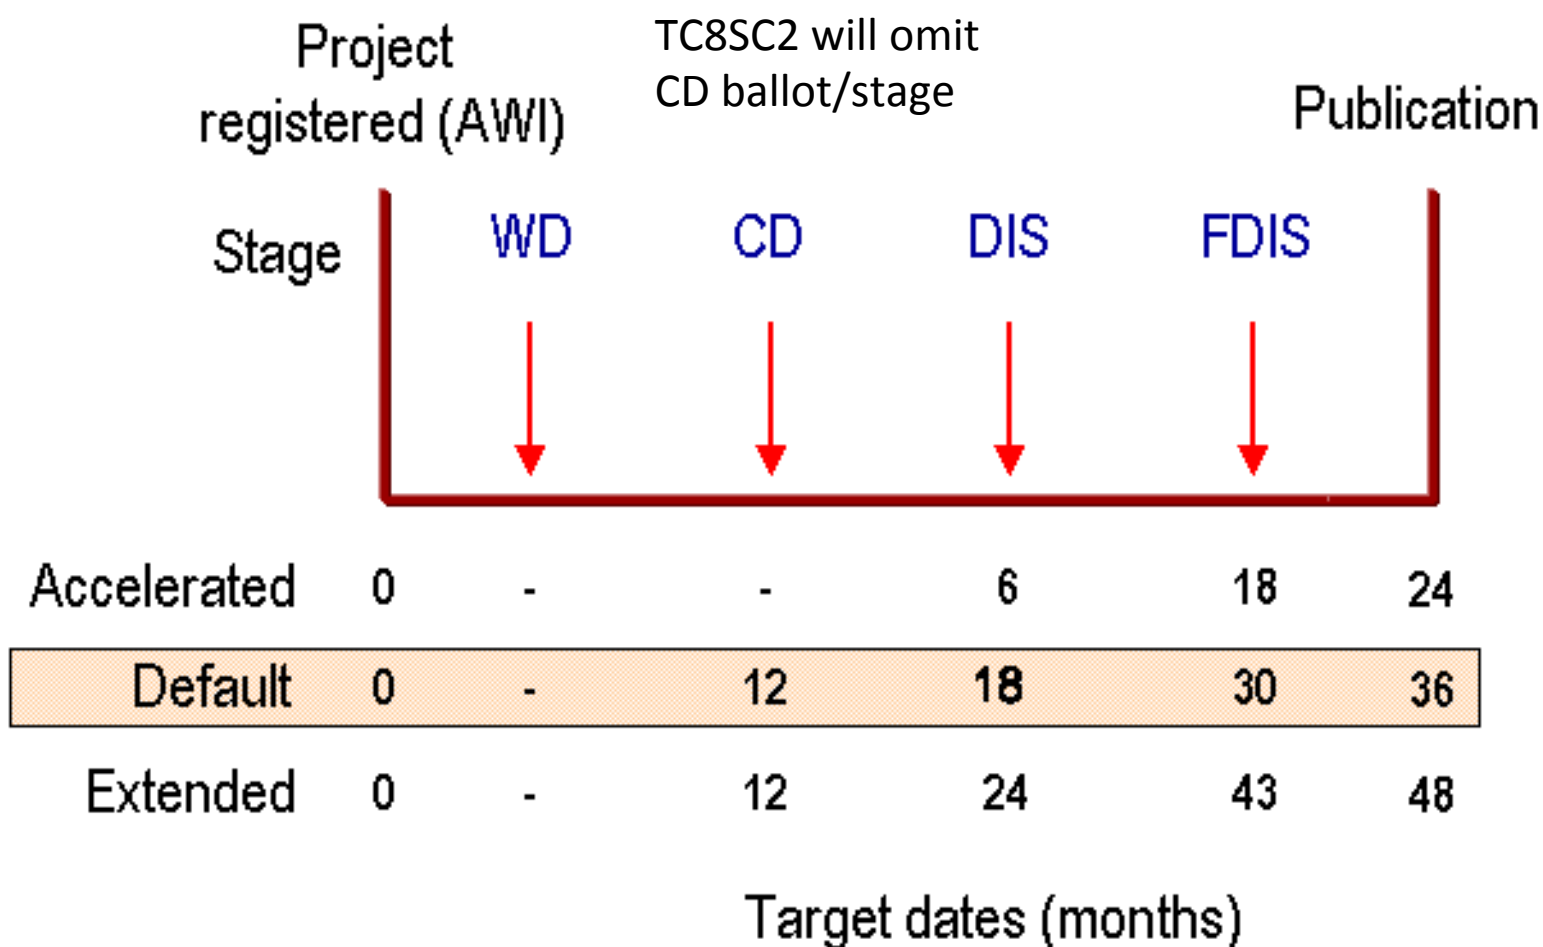 Project
registered (AWI)
TC8SC2 will omit
CD ballot/stage
Publication
Stage WD CD DIS FDIS
Accelerated 0 - - 6 18 24
Default 0 - 12 18 30 36
Extended 0 - 12 24 43 48
Target dates (months)